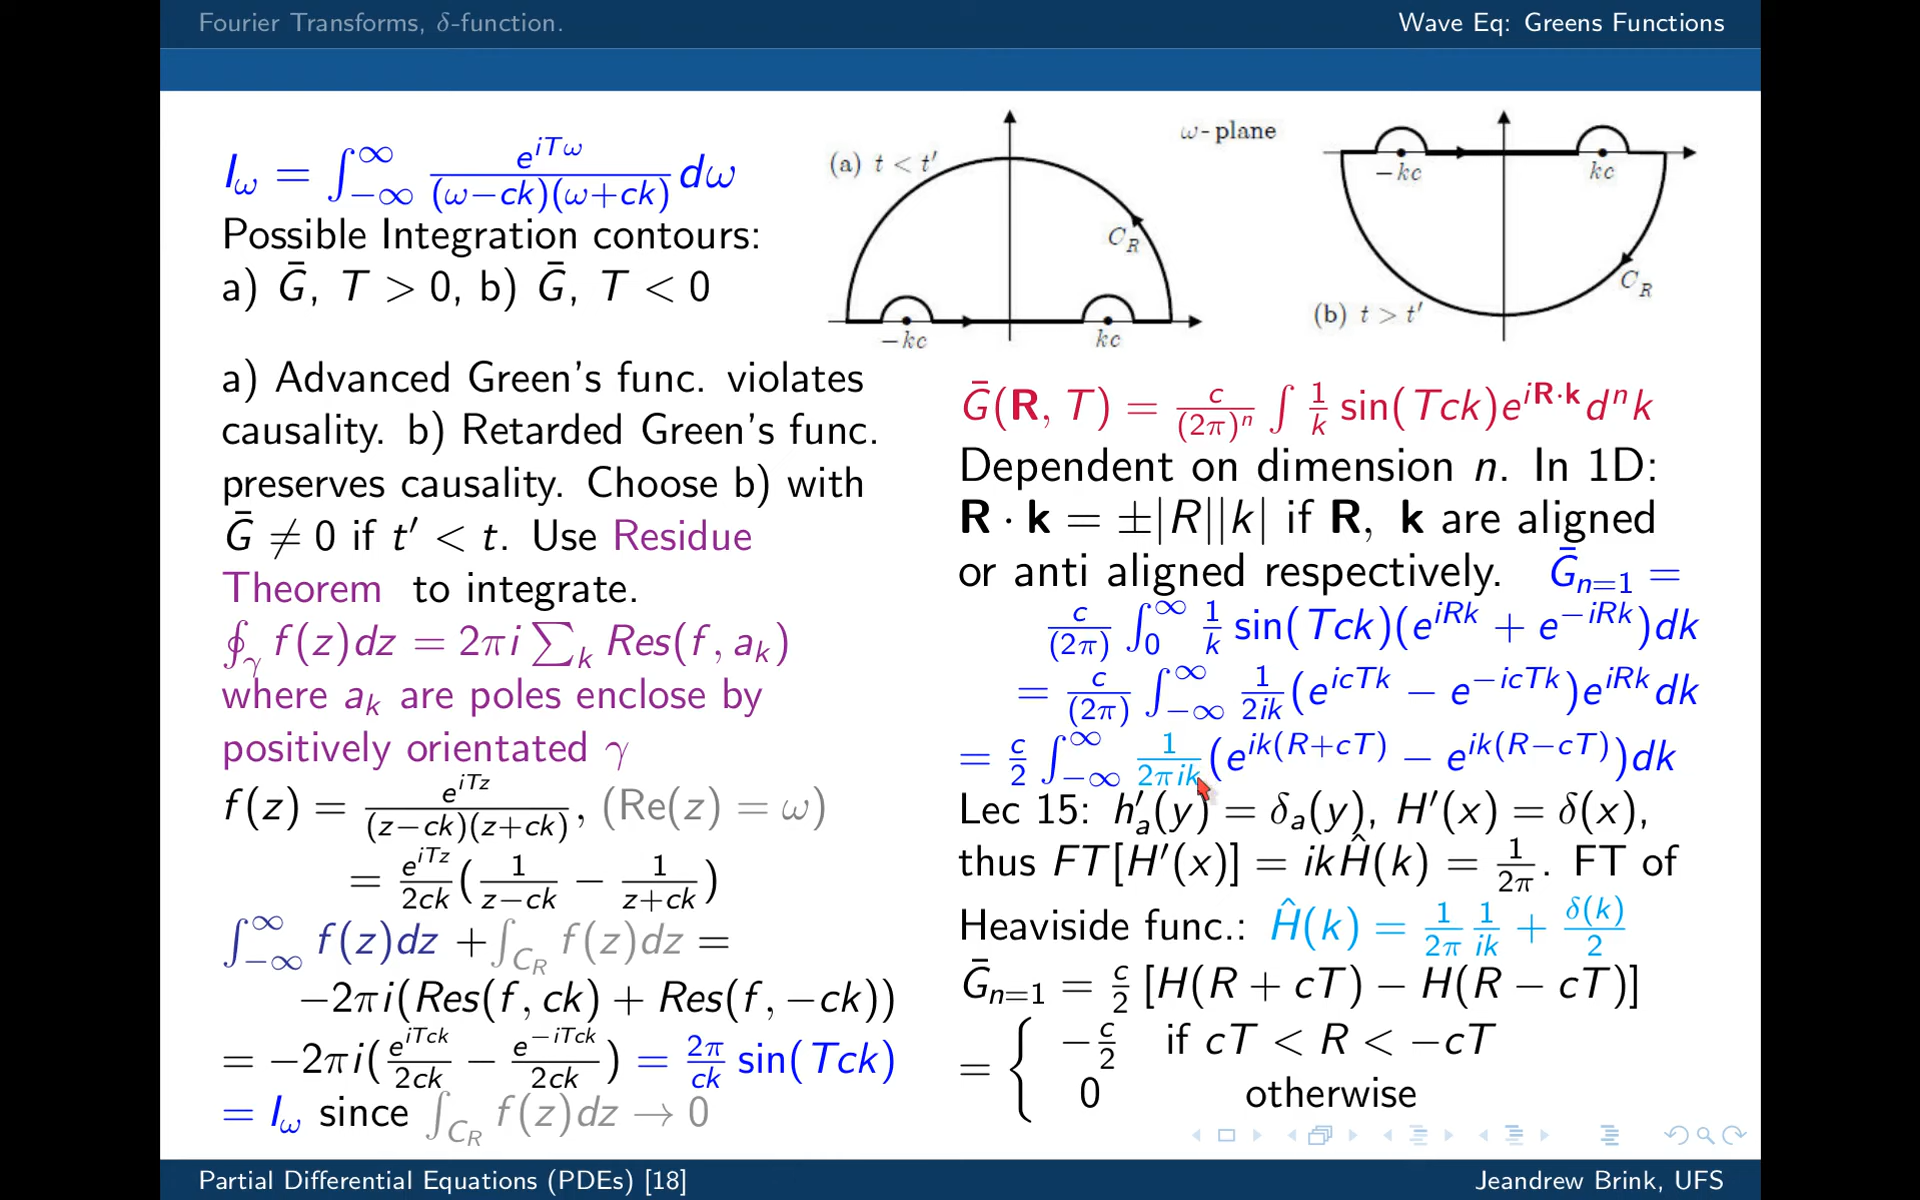 Fourier Transforms, δ-function.
Wave Eq: Greens Functions
I_ω = ∫_{−∞}^{∞} e^{iTω}/((ω−ck)(ω+ck)) dω
Possible Integration contours:
a) Ḡ, T > 0, b) Ḡ, T < 0
a) Advanced Green's func. violates
causality. b) Retarded Green's func.
preserves causality. Choose b) with
Ḡ ≠ 0 if t′ < t. Use Residue
Theorem to integrate.
∮_γ f(z)dz = 2πi ∑_k Res(f, a_k)
where a_k are poles enclose by
positively orientated γ
f(z) = e^{iTz}/((z−ck)(z+ck)), (Re(z) = ω)
= e^{iTz}/(2ck) (1/(z−ck) − 1/(z+ck))
∫_{−∞}^{∞} f(z)dz + ∫_{C_R} f(z)dz =
−2πi(Res(f, ck) + Res(f, −ck))
= −2πi(e^{iTck}/(2ck) − e^{−iTck}/(2ck)) = 2π/(ck) sin(Tck)
= I_ω since ∫_{C_R} f(z)dz → 0
(a) t < t′
C_R
−kc
kc
ω-plane
−kc
kc
C_R
(b) t > t′
Ḡ(R, T) = c/(2π)^n ∫ 1/k sin(Tck)e^{iR·k}d^n k
Dependent on dimension n. In 1D:
R · k = ±|R||k| if R, k are aligned
or anti aligned respectively. Ḡ_{n=1} =
c/(2π) ∫_0^∞ 1/k sin(Tck)(e^{iRk} + e^{−iRk})dk
= c/(2π) ∫_{−∞}^{∞} 1/(2ik) (e^{icTk} − e^{−icTk})e^{iRk}dk
= c/2 ∫_{−∞}^{∞} 1/(2πik) (e^{ik(R+cT)} − e^{ik(R−cT)})dk
Lec 15: h′_a(y) = δ_a(y), H′(x) = δ(x),
thus FT[H′(x)] = ikĤ(k) = 1/(2π). FT of
Heaviside func.: Ĥ(k) = 1/(2π) 1/(ik) + δ(k)/2
Ḡ_{n=1} = c/2 [H(R + cT) − H(R − cT)]
= { −c/2 if cT < R < −cT
0 otherwise
Partial Differential Equations (PDEs) [18]
Jeandrew Brink, UFS